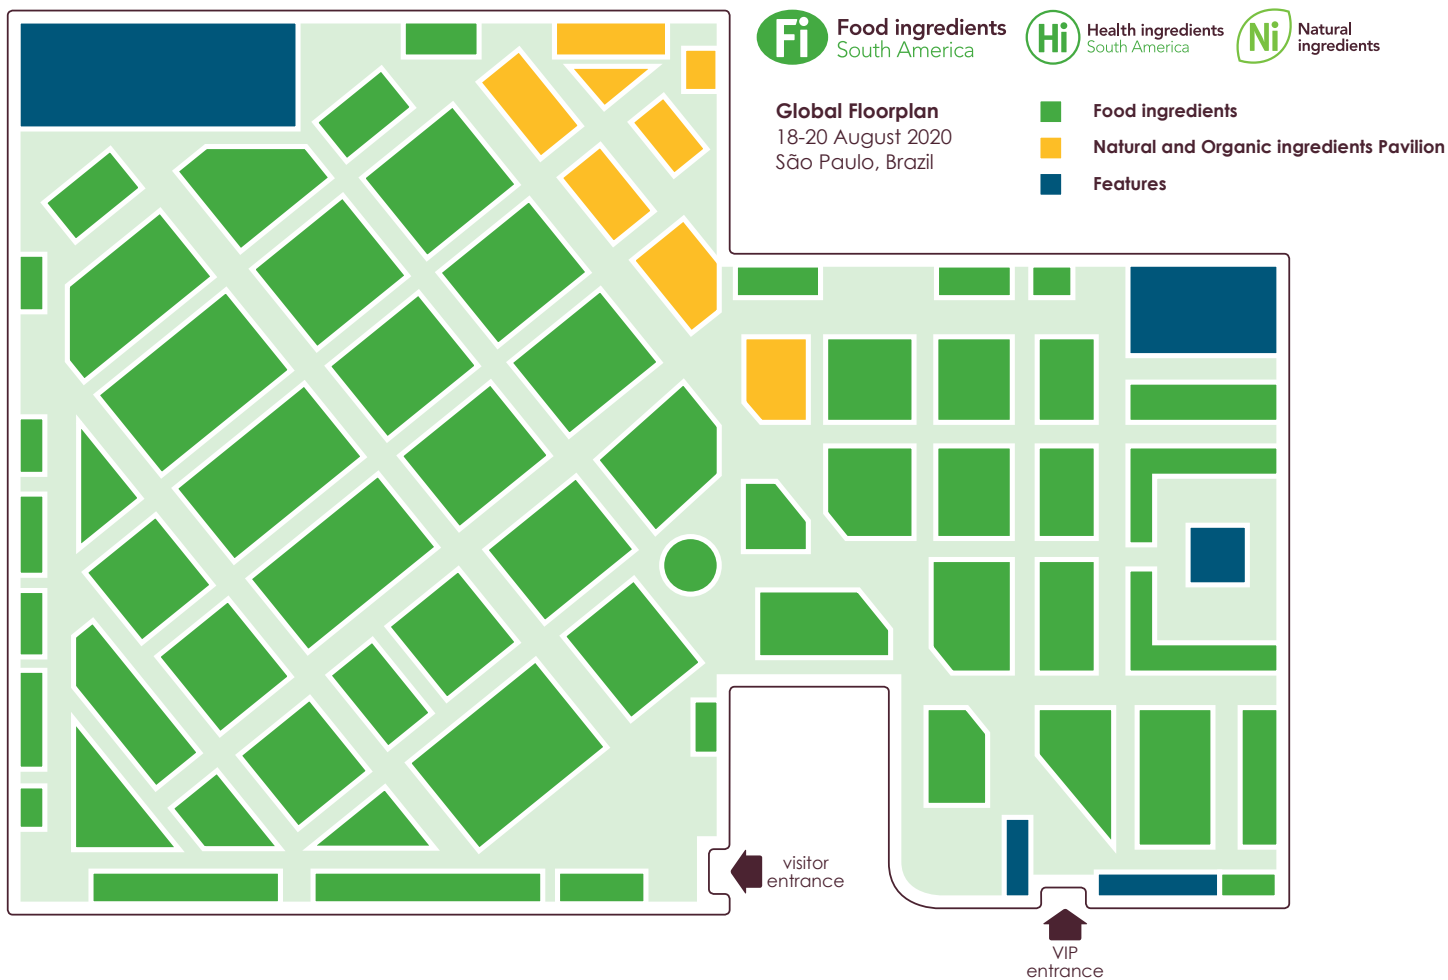 Fi Food ingredients
South America
Hi Health ingredients
South America
Ni Natural
ingredients
Global Floorplan
18-20 August 2020
São Paulo, Brazil
Food ingredients
Natural and Organic ingredients Pavilion
Features
visitor
entrance
VIP
entrance